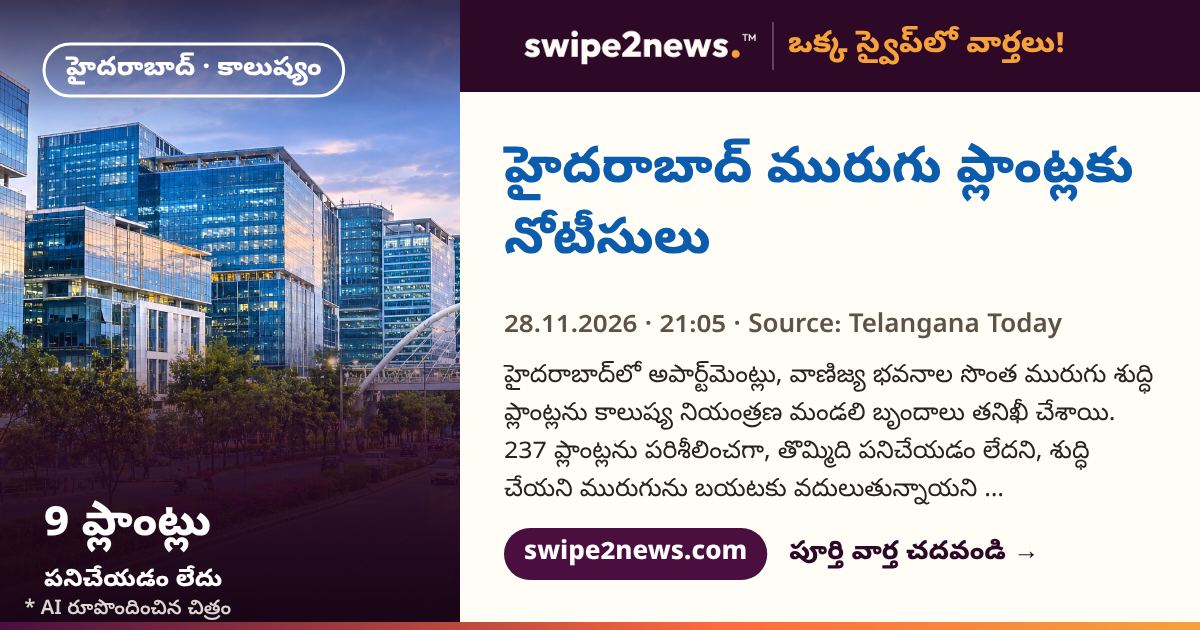 హైదరాబాద్ · కాలుష్యం
swipe2news.™ ఒక్క స్వైప్‌లో వార్తలు!
హైదరాబాద్ మురుగు ప్లాంట్లకు
నోటీసులు
28.11.2026 · 21:05 · Source: Telangana Today
హైదరాబాద్‌లో అపార్ట్‌మెంట్లు, వాణిజ్య భవనాల సొంత మురుగు శుద్ధి
ప్లాంట్లను కాలుష్య నియంత్రణ మండలి బృందాలు తనిఖీ చేశాయి.
237 ప్లాంట్లను పరిశీలించగా, తొమ్మిది పనిచేయడం లేదని, శుద్ధి
చేయని మురుగును బయటకు వదులుతున్నాయని ...
swipe2news.com పూర్తి వార్త చదవండి →
9 ప్లాంట్లు
పనిచేయడం లేదు
* AI రూపొందించిన చిత్రం